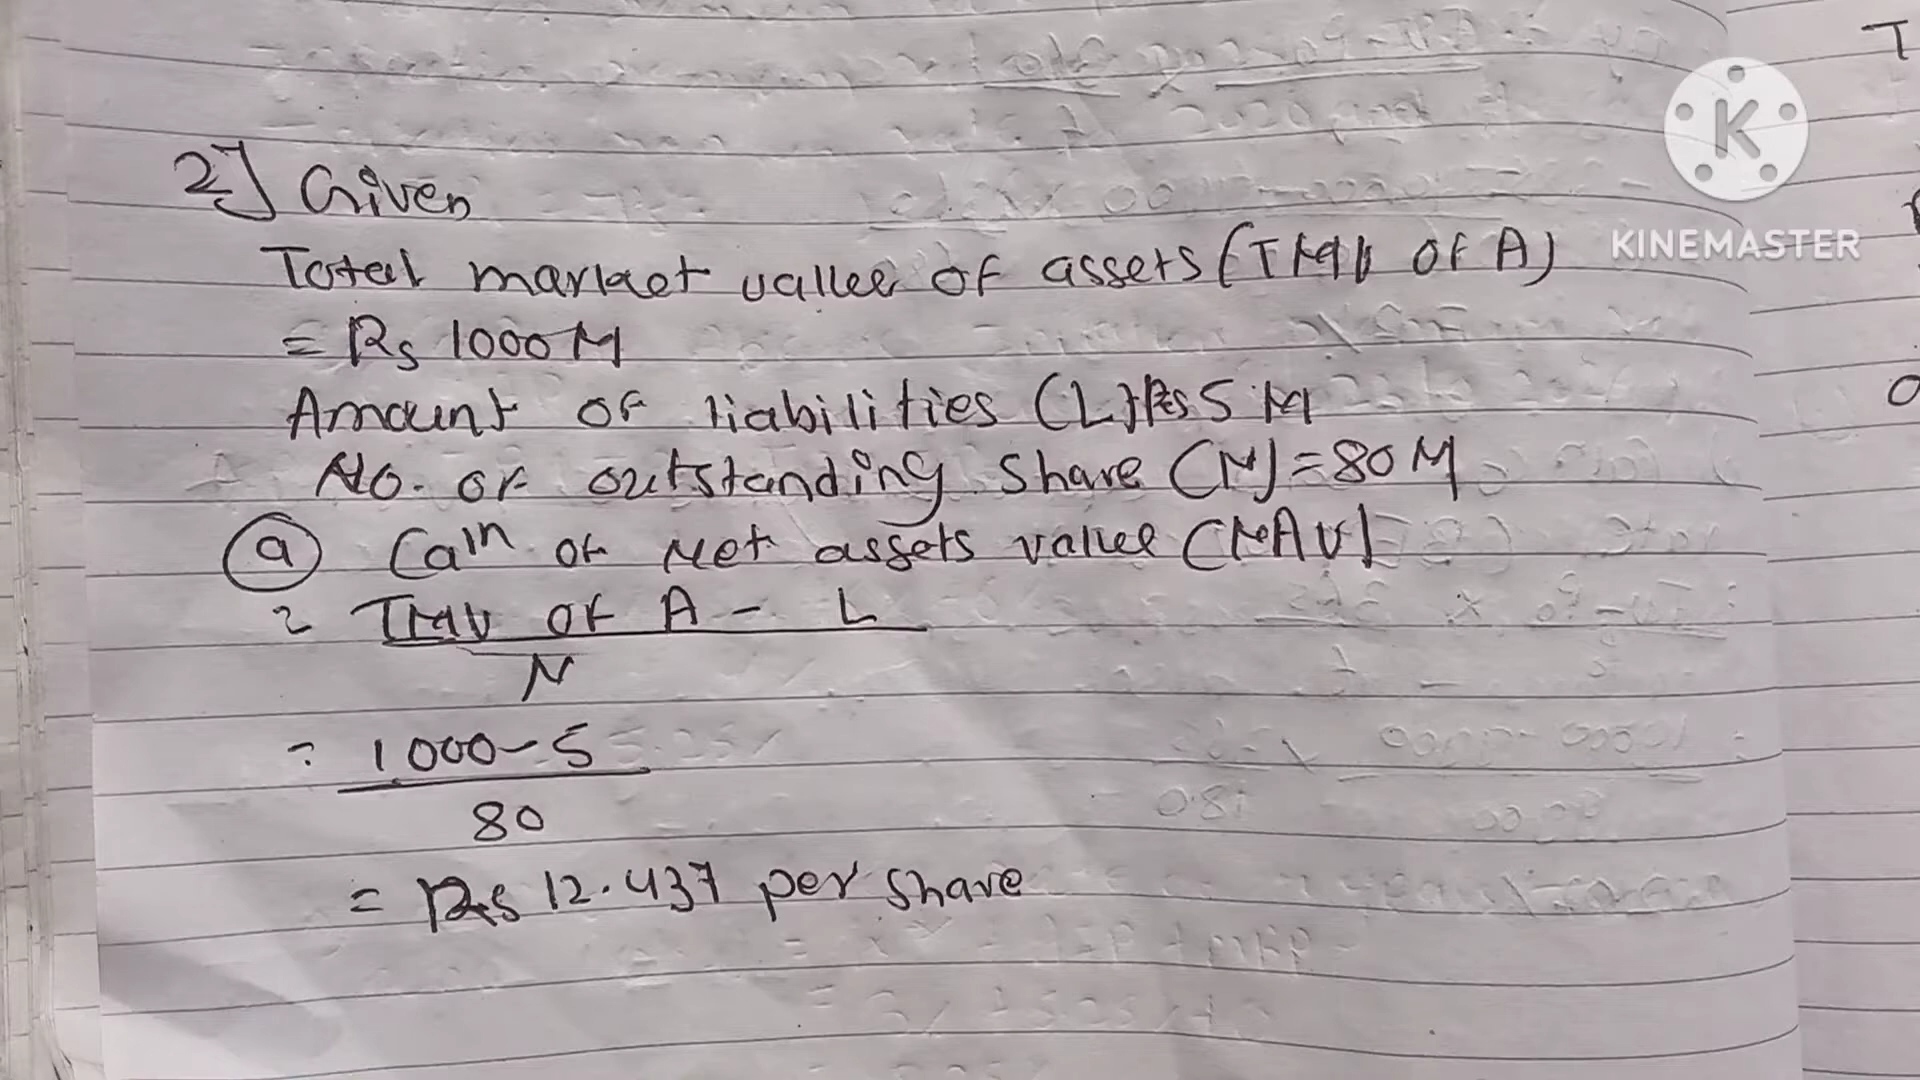 2] Given
Total market value of assets (TMV of A)
= Rs 1000 M
Amount of liabilities (L) Rs 5 M
No. of outstanding share (N) = 80 M
(a) Caln of Net assets value (NAV)
= TMV of A - L
N
= 1000 - 5
80
= Rs 12.437 per share
K
KINEMASTER
T